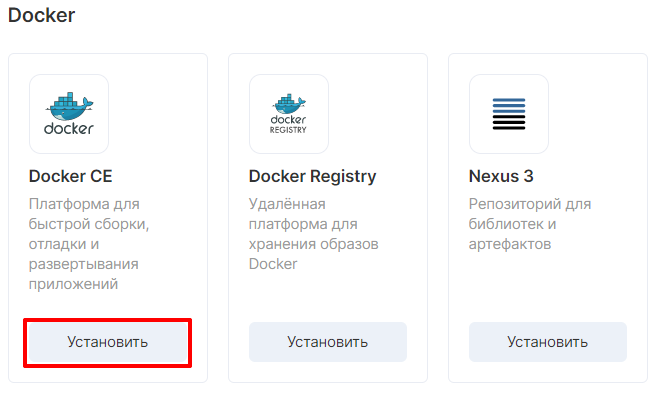 Docker
docker
docker
REGISTRY
Docker CE
Docker Registry
Nexus 3
Платформа для
быстрой сборки,
отладки и
развертывания
приложений
Удалённая
платформа для
хранения образов
Docker
Репозиторий для
библиотек и
артефактов
Установить
Установить
Установить